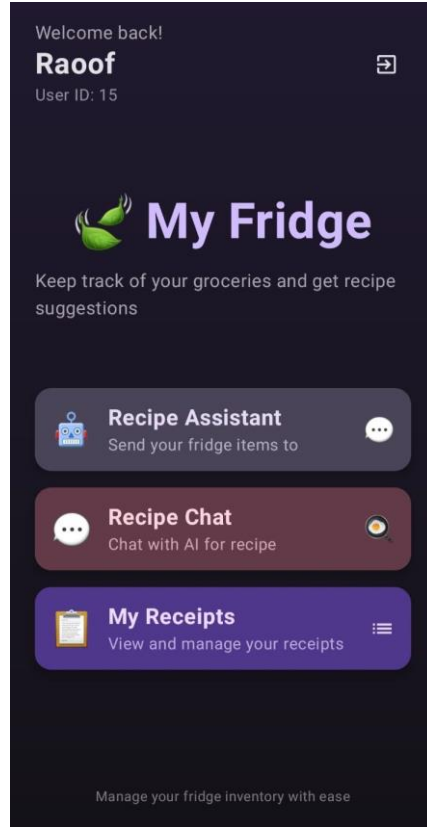 Welcome back!
Raoof
User ID: 15
My Fridge
Keep track of your groceries and get recipe
suggestions
Recipe Assistant
Send your fridge items to
Recipe Chat
Chat with AI for recipe
My Receipts
View and manage your receipts
Manage your fridge inventory with ease